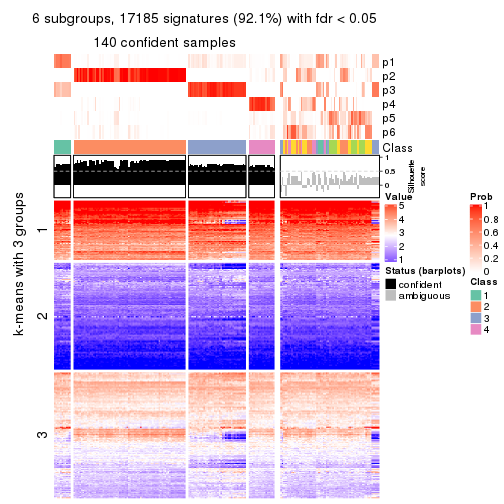 6 subgroups, 17185 signatures (92.1%) with fdr < 0.05
140 confident samples
p1
p2
p3
p4
p5
p6
Class
1
0.5
0
Silhouette
score
k-means with 3 groups
1
2
3
Value
5
4
3
2
1
Status (barplots)
confident
ambiguous
Prob
1
0.8
0.6
0.4
0.2
0
Class
1
2
3
4